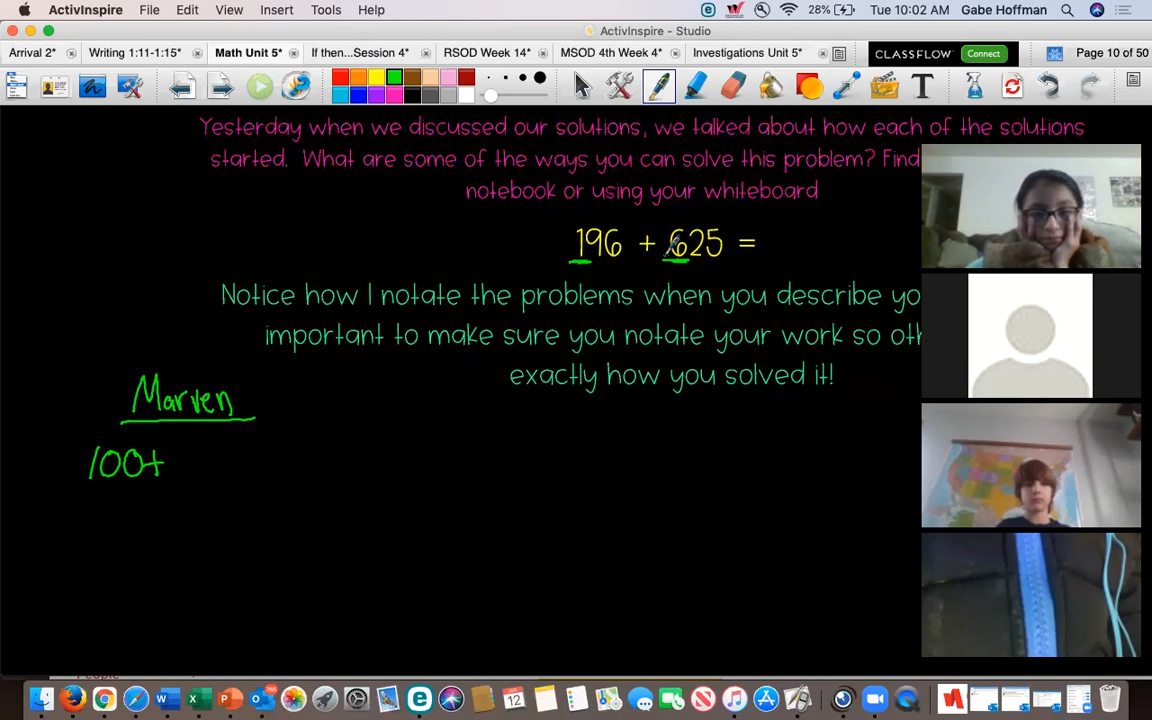 ActivInspire File Edit View Insert Tools Help 28% Tue 10:02 AM Gabe Hoffman
ActivInspire - Studio
Arrival 2* Writing 1:11-1:15* Math Unit 5* If then...Session 4* RSOD Week 14* MSOD 4th Week 4* Investigations Unit 5* CLASSFLOW Connect Page 10 of 50
Yesterday when we discussed our solutions, we talked about how each of the solutions
started. What are some of the ways you can solve this problem? Find
notebook or using your whiteboard
196 + 625 =
Notice how I notate the problems when you describe yo
important to make sure you notate your work so oth
exactly how you solved it!
Marven
100+
JAN
12